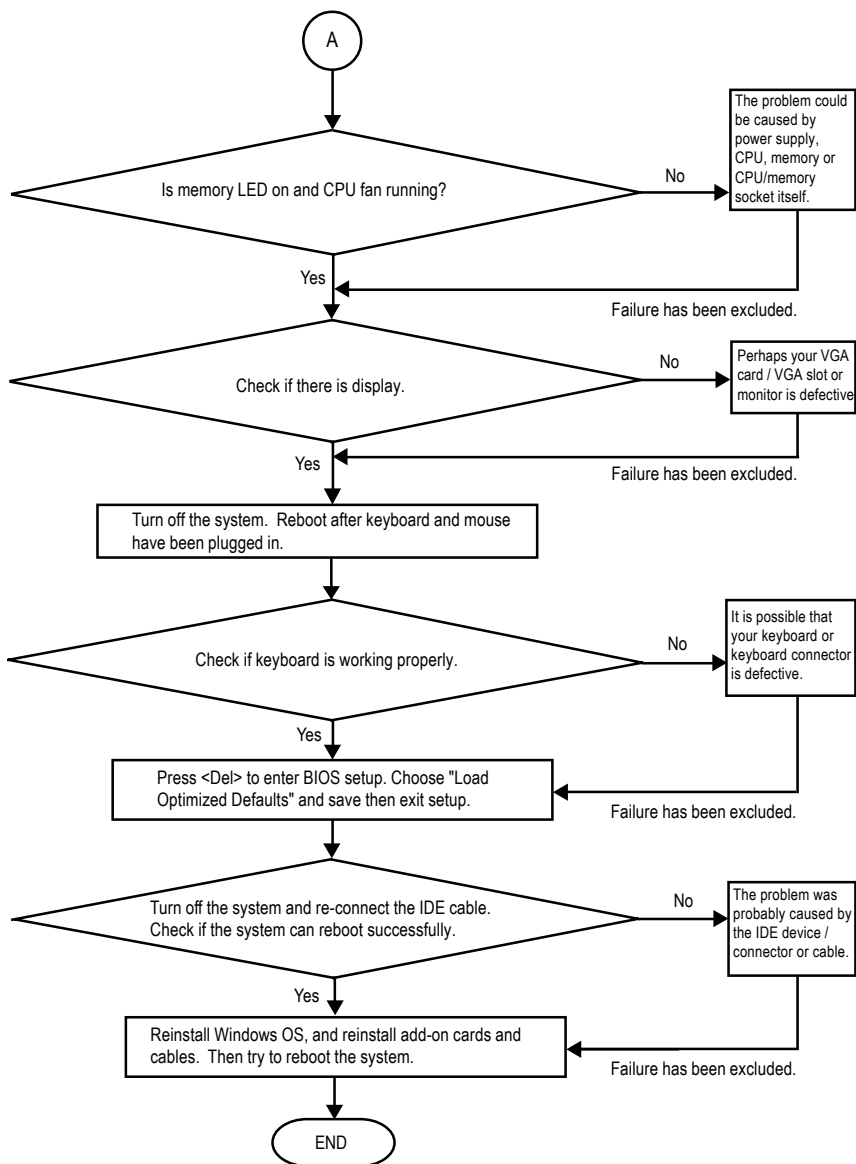 A
Is memory LED on and CPU fan running?
No
The problem could
be caused by
power supply,
CPU, memory or
CPU/memory
socket itself.
Yes
Failure has been excluded.
Check if there is display.
No
Perhaps your VGA
card / VGA slot or
monitor is defective
Yes
Failure has been excluded.
Turn off the system. Reboot after keyboard and mouse
have been plugged in.
Check if keyboard is working properly.
No
It is possible that
your keyboard or
keyboard connector
is defective.
Yes
Press <Del> to enter BIOS setup. Choose "Load
Optimized Defaults" and save then exit setup.
Failure has been excluded.
Turn off the system and re-connect the IDE cable.
Check if the system can reboot successfully.
No
The problem was
probably caused by
the IDE device /
connector or cable.
Yes
Reinstall Windows OS, and reinstall add-on cards and
cables. Then try to reboot the system.
Failure has been excluded.
END